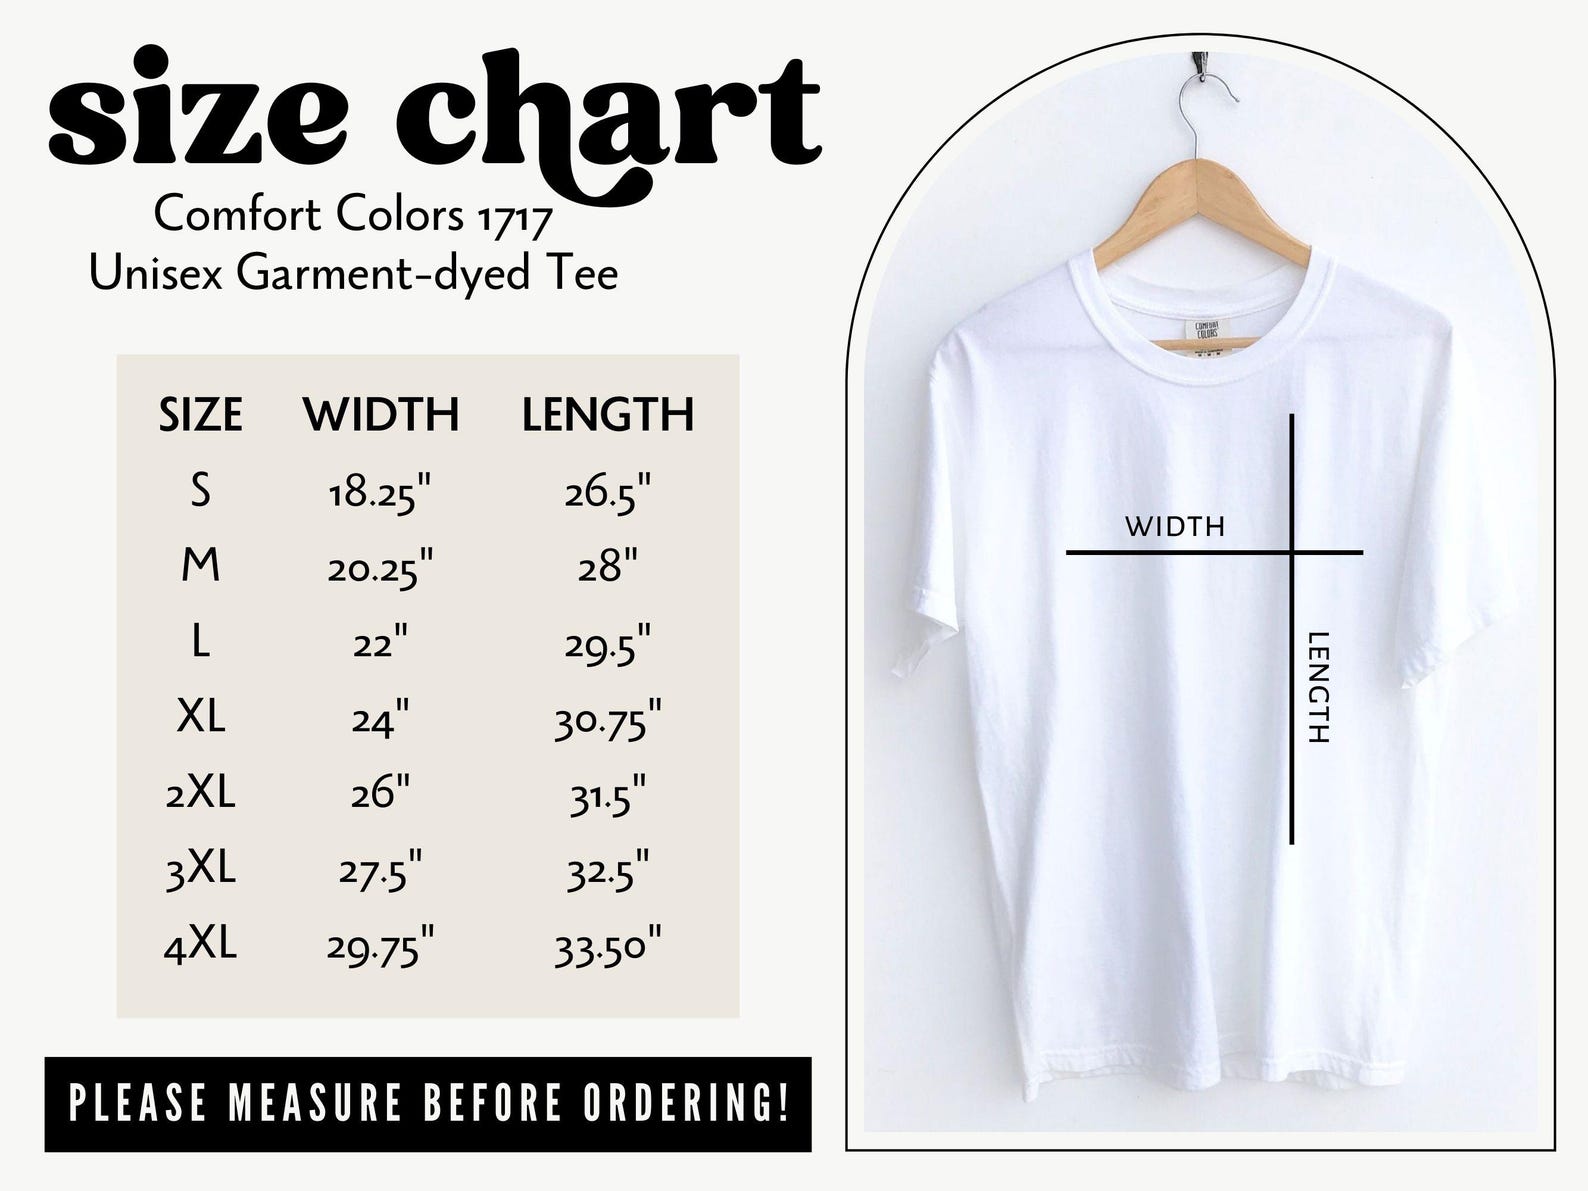 size chart
Comfort Colors 1717
Unisex Garment-dyed Tee
SIZE WIDTH LENGTH
S 18.25" 26.5"
M 20.25" 28"
L 22" 29.5"
XL 24" 30.75"
2XL 26" 31.5"
3XL 27.5" 32.5"
4XL 29.75" 33.50"
PLEASE MEASURE BEFORE ORDERING!
COMFORT
COLORS
WIDTH
LENGTH